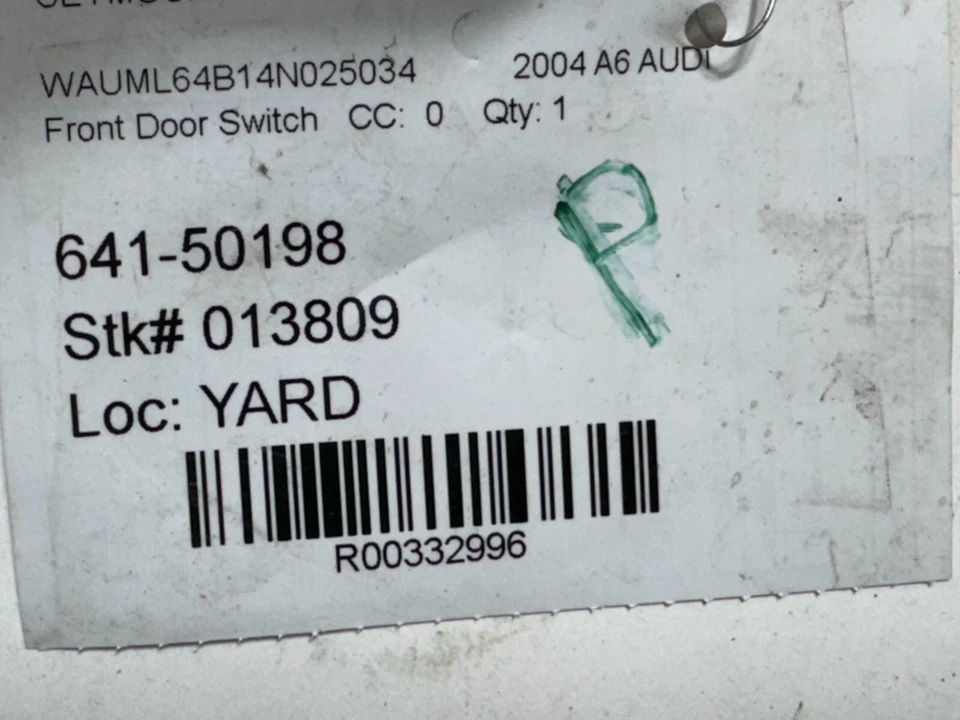 WAUML64B14N025034 2004 A6 AUDI
Front Door Switch CC: 0 Qty: 1
P
641-50198
Stk# 013809
Loc: YARD
R00332996